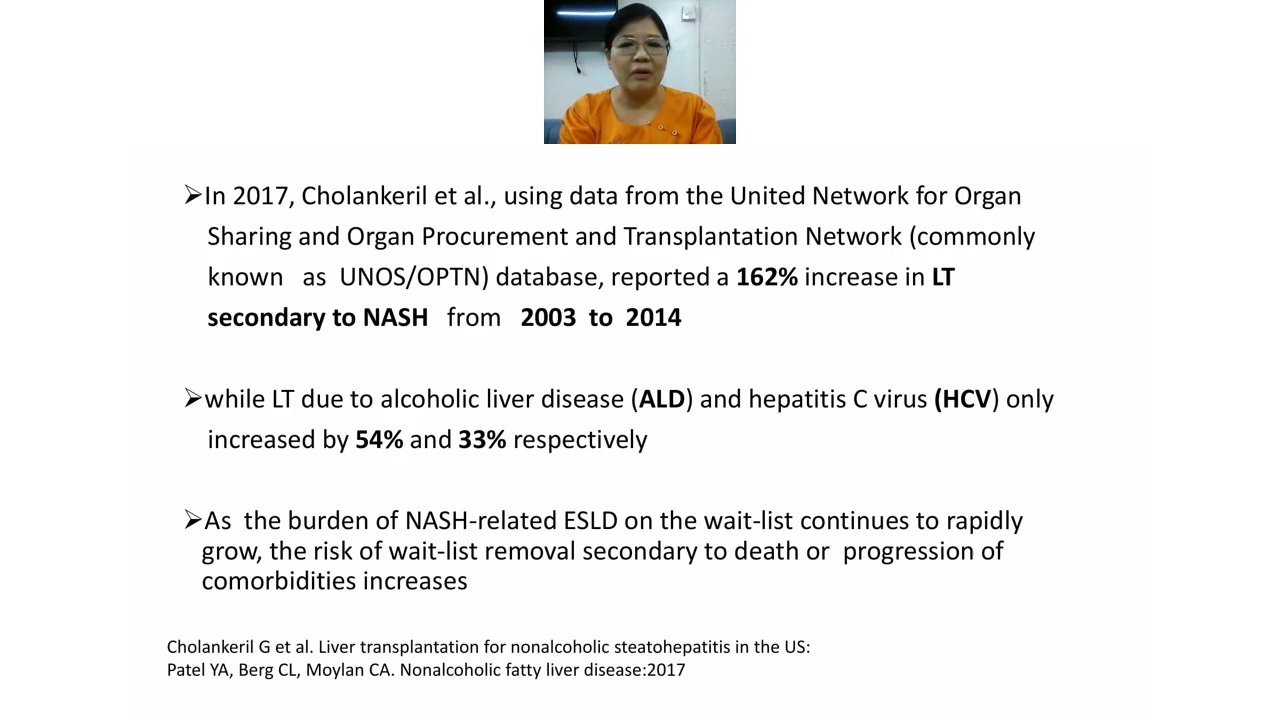 ➢In 2017, Cholankeril et al., using data from the United Network for Organ
Sharing and Organ Procurement and Transplantation Network (commonly
known as UNOS/OPTN) database, reported a 162% increase in LT
secondary to NASH from 2003 to 2014
➢while LT due to alcoholic liver disease (ALD) and hepatitis C virus (HCV) only
increased by 54% and 33% respectively
➢As the burden of NASH-related ESLD on the wait-list continues to rapidly
grow, the risk of wait-list removal secondary to death or progression of
comorbidities increases
Cholankeril G et al. Liver transplantation for nonalcoholic steatohepatitis in the US:
Patel YA, Berg CL, Moylan CA. Nonalcoholic fatty liver disease:2017